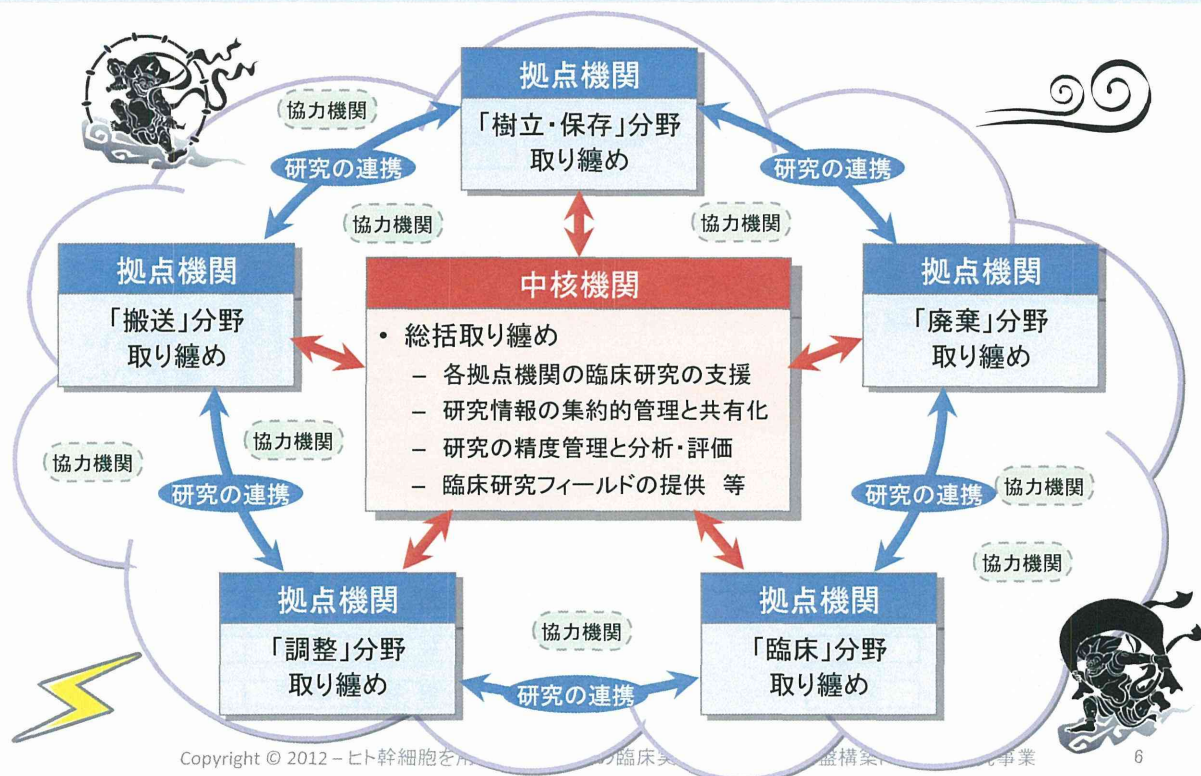 拠点機関
「樹立・保存」分野
取り纏め
協力機関
研究の連携
研究の連携
協力機関
協力機関
拠点機関
「搬送」分野
取り纏め
中核機関
• 総括取り纏め
– 各拠点機関の臨床研究の支援
– 研究情報の集約的管理と共有化
– 研究の精度管理と分析・評価
– 臨床研究フィールドの提供 等
拠点機関
「廃棄」分野
取り纏め
協力機関
協力機関
研究の連携
研究の連携
協力機関
協力機関
拠点機関
「調整」分野
取り纏め
協力機関
研究の連携
拠点機関
「臨床」分野
取り纏め
Copyright © 2012 – ヒト幹細胞を用 の臨床実 盤構築に 事業
6